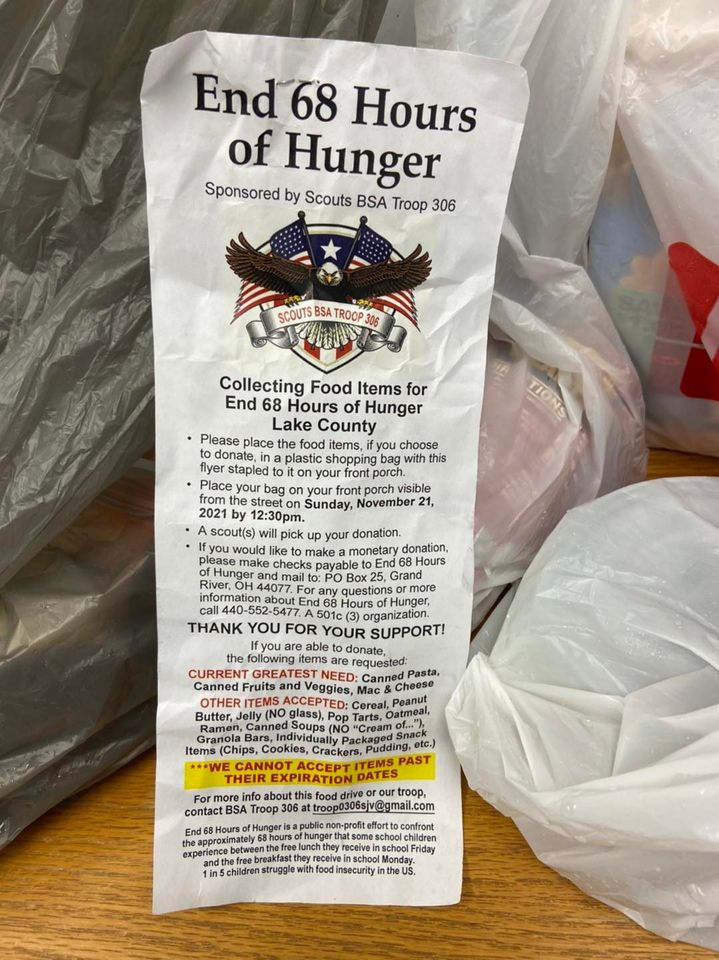 End 68 Hours
of Hunger
Sponsored by Scouts BSA Troop 306
SCOUTS BSA TROOP 306
Collecting Food Items for
End 68 Hours of Hunger
Lake County
• Please place the food items, if you choose
to donate, in a plastic shopping bag with this
flyer stapled to it on your front porch.
• Place your bag on your front porch visible
from the street on Sunday, November 21,
2021 by 12:30pm.
• A scout(s) will pick up your donation.
• If you would like to make a monetary donation,
please make checks payable to End 68 Hours
of Hunger and mail to: PO Box 25, Grand
River, OH 44077. For any questions or more
information about End 68 Hours of Hunger,
call 440-552-5477. A 501c (3) organization.
THANK YOU FOR YOUR SUPPORT!
If you are able to donate,
the following items are requested:
CURRENT GREATEST NEED: Canned Pasta,
Canned Fruits and Veggies, Mac & Cheese
OTHER ITEMS ACCEPTED: Cereal, Peanut
Butter, Jelly (NO glass), Pop Tarts, Oatmeal,
Ramen, Canned Soups (NO "Cream of..."),
Granola Bars, Individually Packaged Snack
Items (Chips, Cookies, Crackers, Pudding, etc.)
***WE CANNOT ACCEPT ITEMS PAST
THEIR EXPIRATION DATES
For more info about this food drive or our troop,
contact BSA Troop 306 at troop0306sjv@gmail.com
End 68 Hours of Hunger is a public non-profit effort to confront
the approximately 68 hours of hunger that some school children
experience between the free lunch they receive in school Friday
and the free breakfast they receive in school Monday.
1 in 5 children struggle with food insecurity in the US.